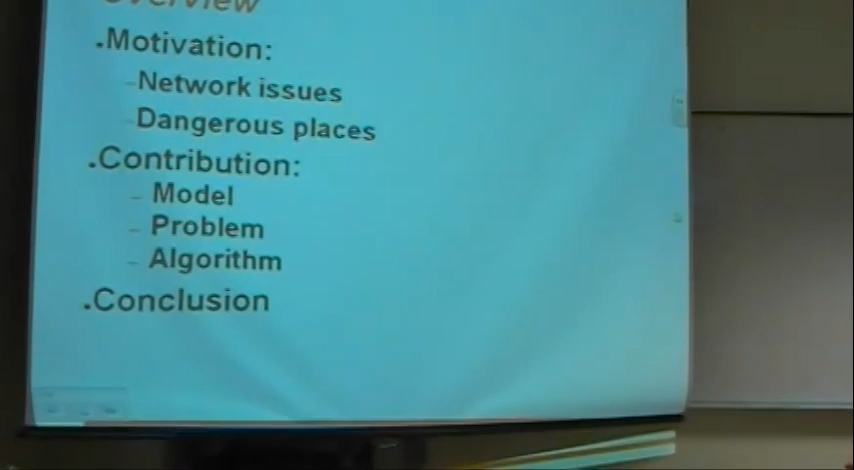 Overview
.Motivation:
-Network issues
-Dangerous places
.Contribution:
- Model
- Problem
- Algorithm
.Conclusion